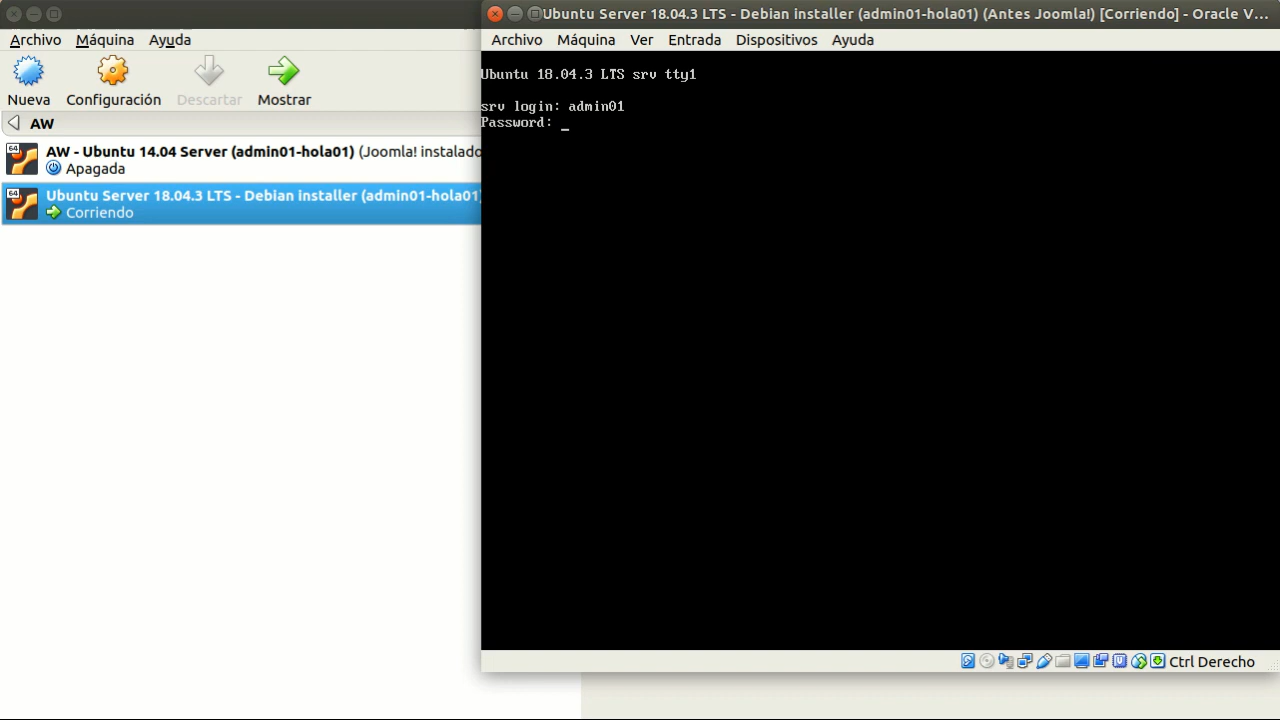 Archivo Máquina Ayuda
Nueva Configuración Descartar Mostrar
AW
64
AW - Ubuntu 14.04 Server (admin01-hola01) (Joomla! instalado
Apagada
64
Ubuntu Server 18.04.3 LTS - Debian installer (admin01-hola01)
Corriendo
Ubuntu Server 18.04.3 LTS - Debian installer (admin01-hola01) (Antes Joomla!) [Corriendo] - Oracle V...
Archivo Máquina Ver Entrada Dispositivos Ayuda
Ubuntu 18.04.3 LTS srv tty1
srv login: admin01
Password: _
Ctrl Derecho